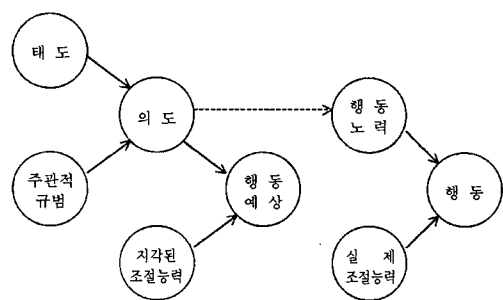 태 도
의 도
행 동
노 력
주관적
규범
행 동
예 상
행 동
지각된
조절능력
실 제
조절능력